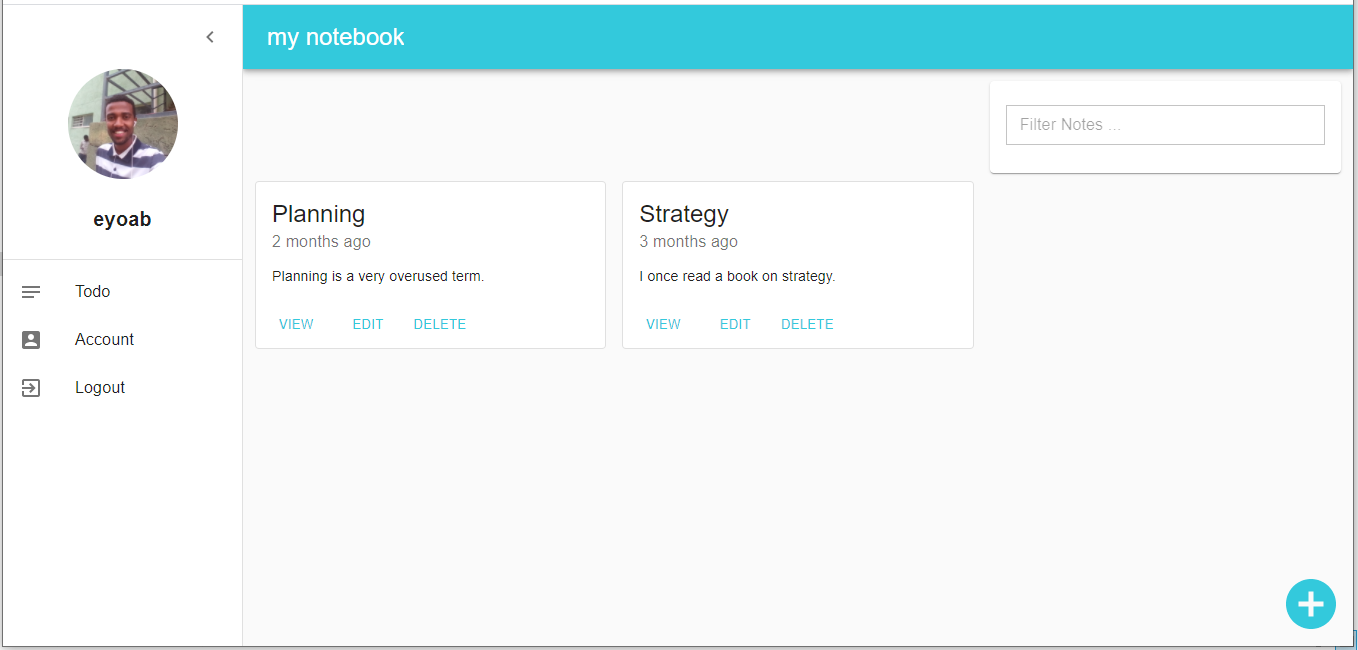 my notebook
eyoab
Todo
Account
Logout
Filter Notes ...
Planning
2 months ago
Planning is a very overused term.
VIEW EDIT DELETE
Strategy
3 months ago
I once read a book on strategy.
VIEW EDIT DELETE